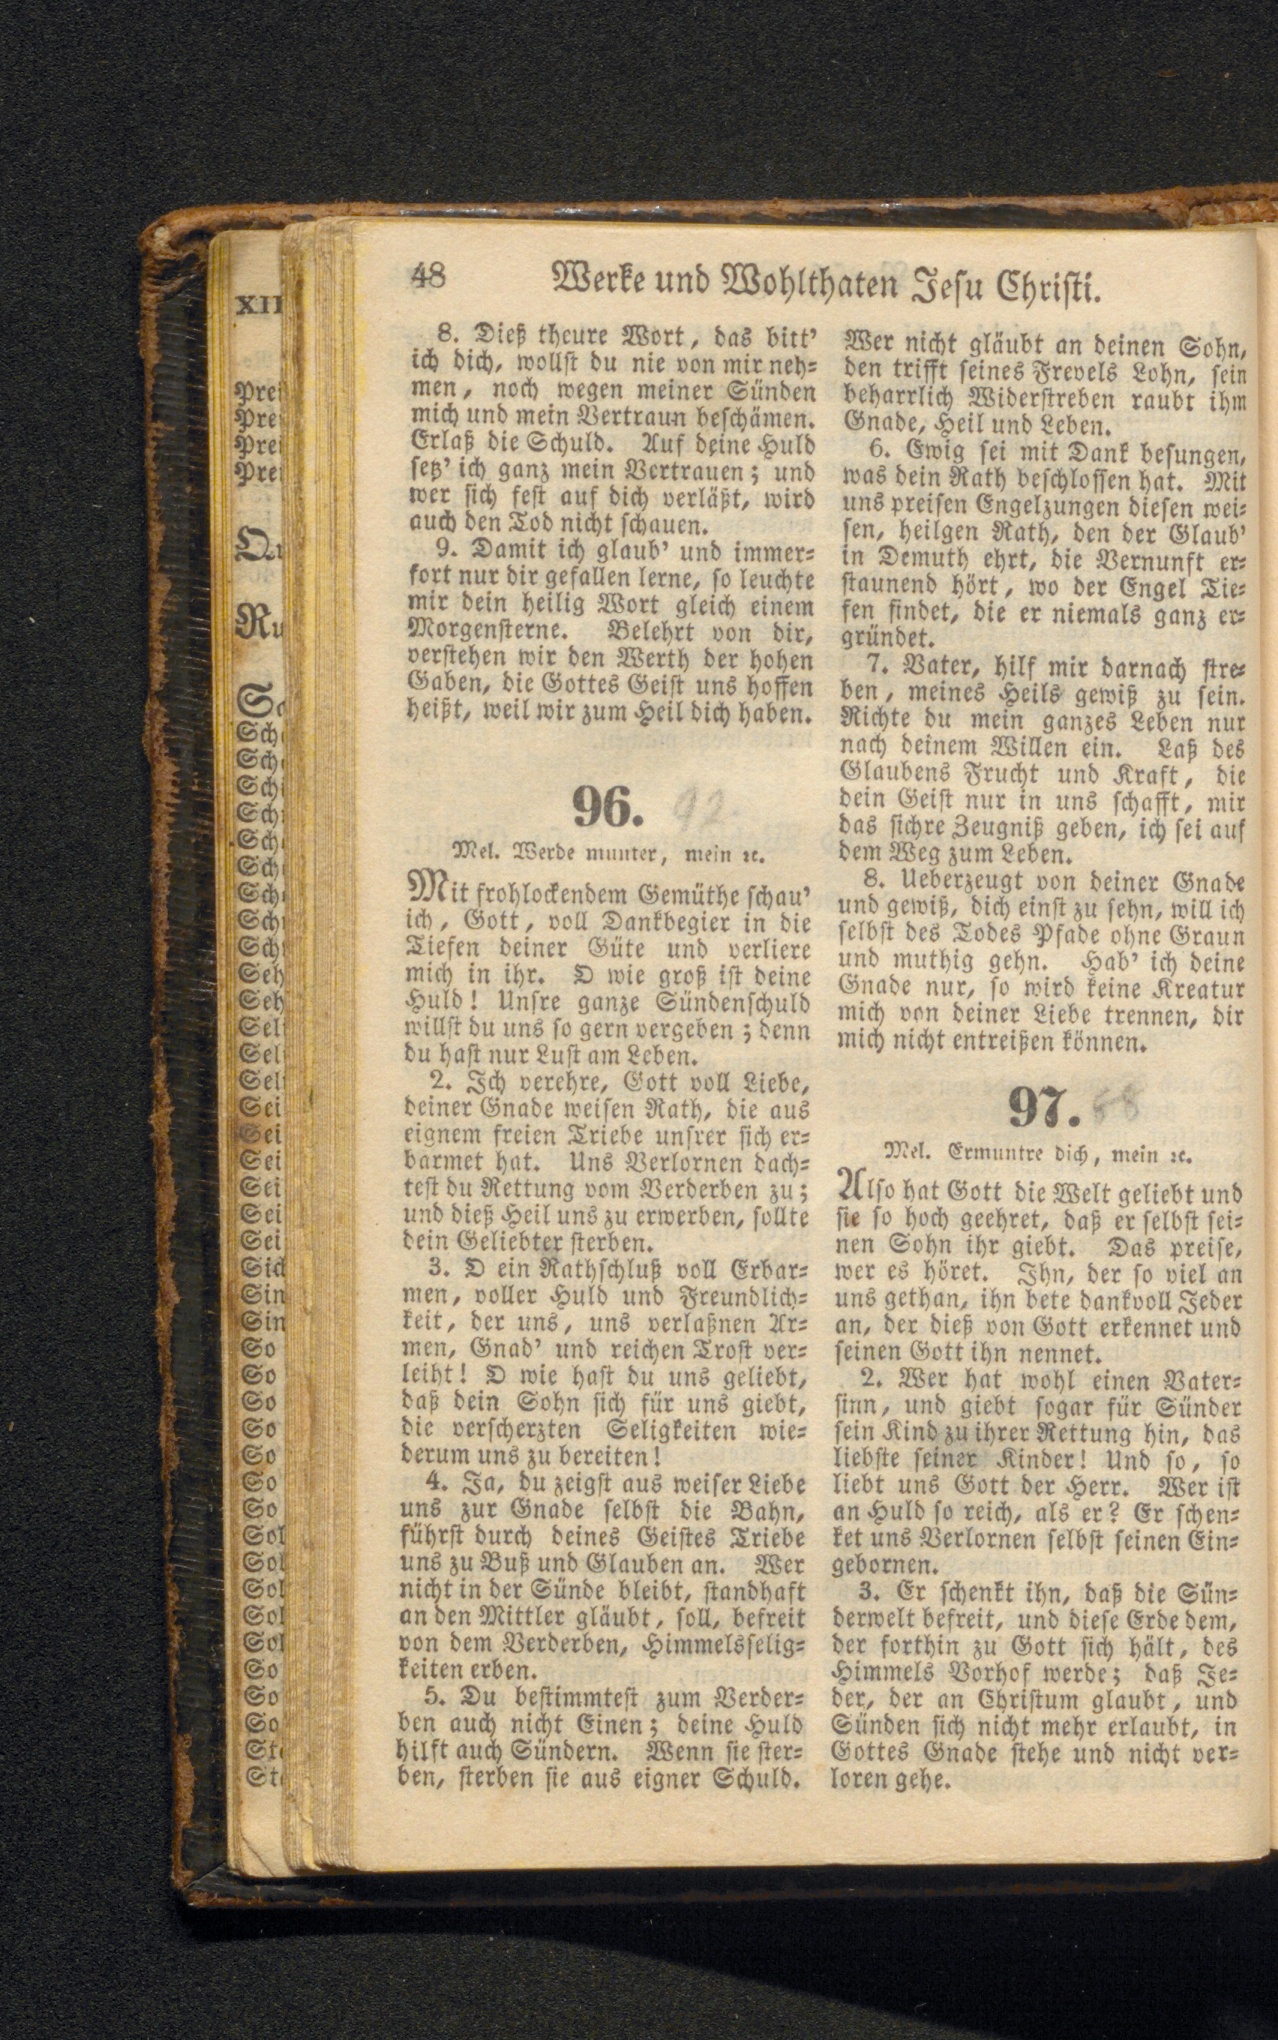 48 Werke und Wohlthaten Jesu Christi.
8. Dieß theure Wort, das bitt'
ich dich, wollst du nie von mir neh=
men, noch wegen meiner Sünden
mich und mein Vertraun beschämen.
Erlaß die Schuld. Auf deine Huld
setz' ich ganz mein Vertrauen; und
wer sich fest auf dich verläßt, wird
auch den Tod nicht schauen.
9. Damit ich glaub' und immer=
fort nur dir gefallen lerne, so leuchte
mir dein heilig Wort gleich einem
Morgensterne. Belehrt von dir,
verstehen wir den Werth der hohen
Gaben, die Gottes Geist uns hoffen
heißt, weil wir zum Heil dich haben.
96. 92.
Mel. Werde munter, mein ꝛc.
Mit frohlockendem Gemüthe schau'
ich, Gott, voll Dankbegier in die
Tiefen deiner Güte und verliere
mich in ihr. O wie groß ist deine
Huld! Unsre ganze Sündenschuld
willst du uns so gern vergeben; denn
du hast nur Lust am Leben.
2. Ich verehre, Gott voll Liebe,
deiner Gnade weisen Rath, die aus
eignem freien Triebe unsrer sich er=
barmet hat. Uns Verlornen dach=
test du Rettung vom Verderben zu;
und dieß Heil uns zu erwerben, sollte
dein Geliebter sterben.
3. O ein Rathschluß voll Erbar=
men, voller Huld und Freundlich=
keit, der uns, uns verlaßnen Ar=
men, Gnad' und reichen Trost ver=
leiht! O wie hast du uns geliebt,
daß dein Sohn sich für uns giebt,
die verscherzten Seligkeiten wie=
derum uns zu bereiten!
4. Ja, du zeigst aus weiser Liebe
uns zur Gnade selbst die Bahn,
führst durch deines Geistes Triebe
uns zu Buß und Glauben an. Wer
nicht in der Sünde bleibt, standhaft
an den Mittler gläubt, soll, befreit
von dem Verderben, Himmelsselig=
keiten erben.
5. Du bestimmtest zum Verder=
ben auch nicht Einen; deine Huld
hilft auch Sündern. Wenn sie ster=
ben, sterben sie aus eigner Schuld.
Wer nicht gläubt an deinen Sohn,
den trifft seines Frevels Lohn, sein
beharrlich Widerstreben raubt ihm
Gnade, Heil und Leben.
6. Ewig sei mit Dank besungen,
was dein Rath beschlossen hat. Mit
uns preisen Engelzungen diesen wei=
sen, heilgen Rath, den der Glaub'
in Demuth ehrt, die Vernunft er=
staunend hört, wo der Engel Tie=
fen findet, die er niemals ganz er=
gründet.
7. Vater, hilf mir darnach stre=
ben, meines Heils gewiß zu sein.
Richte du mein ganzes Leben nur
nach deinem Willen ein. Laß des
Glaubens Frucht und Kraft, die
dein Geist nur in uns schafft, mir
das sichre Zeugniß geben, ich sei auf
dem Weg zum Leben.
8. Ueberzeugt von deiner Gnade
und gewiß, dich einst zu sehn, will ich
selbst des Todes Pfade ohne Graun
und muthig gehn. Hab' ich deine
Gnade nur, so wird keine Kreatur
mich von deiner Liebe trennen, dir
mich nicht entreißen können.
97.
Mel. Ermuntre dich, mein ꝛc.
Also hat Gott die Welt geliebt und
sie so hoch geehret, daß er selbst sei=
nen Sohn ihr giebt. Das preise,
wer es höret. Ihn, der so viel an
uns gethan, ihn bete dankvoll Jeder
an, der dieß von Gott erkennet und
seinen Gott ihn nennet.
2. Wer hat wohl einen Vater=
sinn, und giebt sogar für Sünder
sein Kind zu ihrer Rettung hin, das
liebste seiner Kinder! Und so, so
liebt uns Gott der Herr. Wer ist
an Huld so reich, als er? Er schen=
ket uns Verlornen selbst seinen Ein=
gebornen.
3. Er schenkt ihn, daß die Sün=
derwelt befreit, und diese Erde dem,
der forthin zu Gott sich hält, des
Himmels Vorhof werde; daß Je=
der, der an Christum glaubt, und
Sünden sich nicht mehr erlaubt, in
Gottes Gnade stehe und nicht ver=
loren gehe.